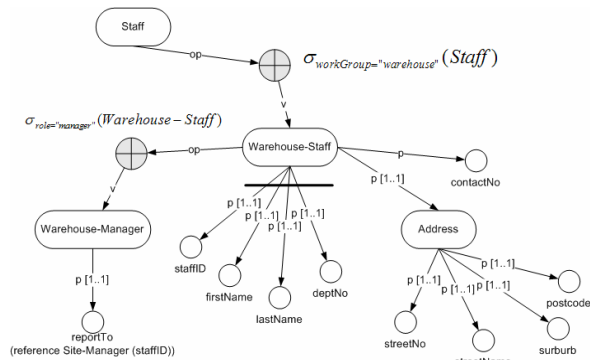 Staff
op
σ workGroup="warehouse" (Staff)
v
σ role="manager" (Warehouse – Staff)
op
Warehouse-Staff
p
contactNo
v
p [1..1]
p [1..1]
p [1..1]
p [1..1]
p [1..1]
Warehouse-Manager
Address
staffID
firstName
lastName
deptNo
p [1..1]
p [1..1]
p [1..1]
p [1..1]
p [1..1]
postcode
reportTo
(reference Site-Manager (staffID))
streetNo
surburb